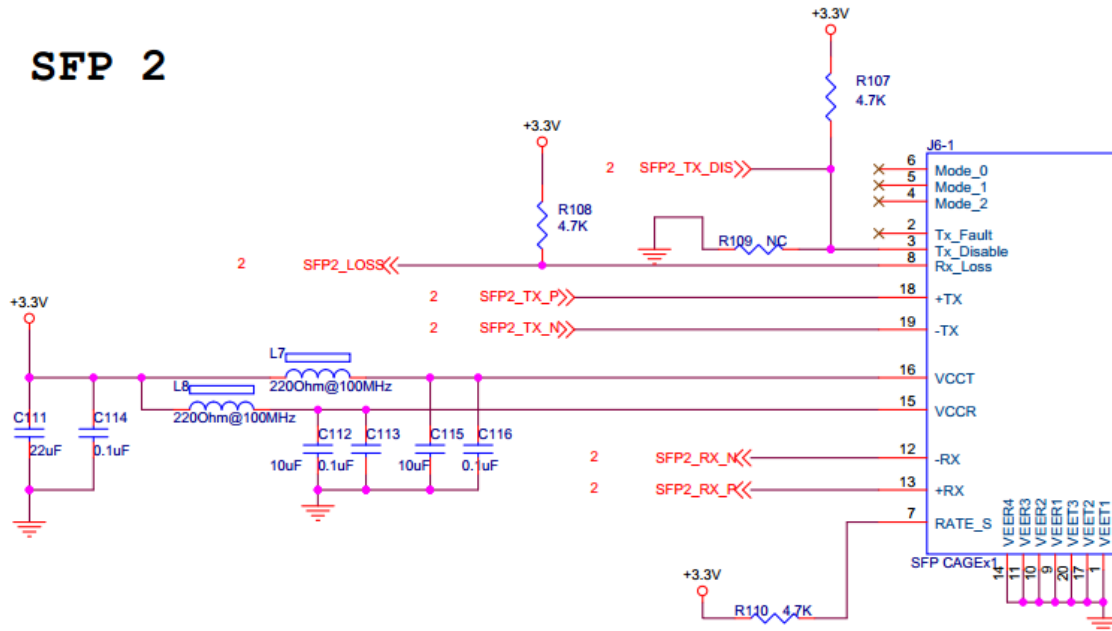 SFP 2
+3.3V
R107
4.7K
+3.3V
R108
4.7K
2 SFP2_TX_DIS
R109 NC
2 SFP2_LOSS
2 SFP2_TX_P
2 SFP2_TX_N
+3.3V
L7
220Ohm@100MHz
L8
220Ohm@100MHz
C111
22uF
C114
0.1uF
C112
10uF
C113
0.1uF
C115
10uF
C116
0.1uF
2 SFP2_RX_N
2 SFP2_RX_P
+3.3V
R110 4.7K
J6-1
6 Mode_0
5 Mode_1
4 Mode_2
2 Tx_Fault
3 Tx_Disable
8 Rx_Loss
18 +TX
19 -TX
16 VCCT
15 VCCR
12 -RX
13 +RX
7 RATE_S
SFP CAGEx1
VEER4 14
VEER3 11
VEER2 10
VEER1 9
VEET3 20
VEET2 17
VEET1 1